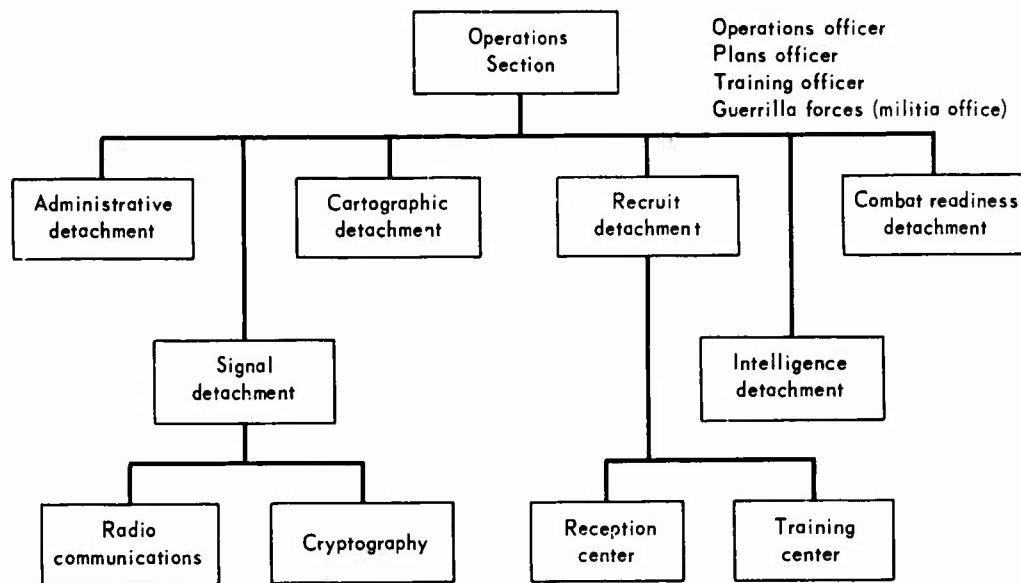 Operations
Section
Operations officer
Plans officer
Training officer
Guerrilla forces (militia office)
Administrative
detachment
Cartographic
detachment
Recruit
detachment
Combat readiness
detachment
Signal
detachment
Intelligence
detachment
Radio
communications
Cryptography
Reception
center
Training
center